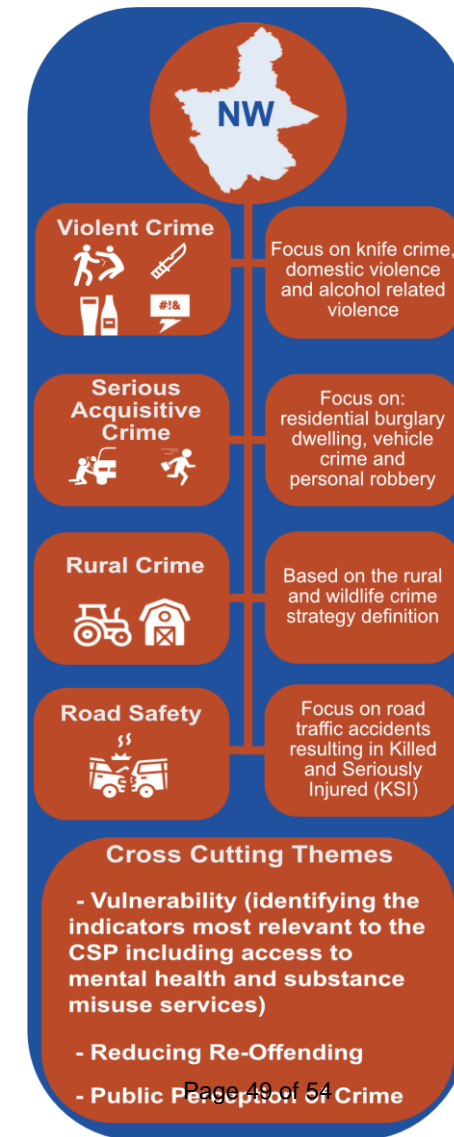 NW
Violent Crime
#!&
Focus on knife crime,
domestic violence
and alcohol related
violence
Serious
Acquisitive
Crime
Focus on:
residential burglary
dwelling, vehicle
crime and
personal robbery
Rural Crime
Based on the rural
and wildlife crime
strategy definition
Road Safety
Focus on road
traffic accidents
resulting in Killed
and Seriously
Injured (KSI)
Cross Cutting Themes
- Vulnerability (identifying the
indicators most relevant to the
CSP including access to
mental health and substance
misuse services)
- Reducing Re-Offending
- Public Perception of Crime
Page 49 of 54